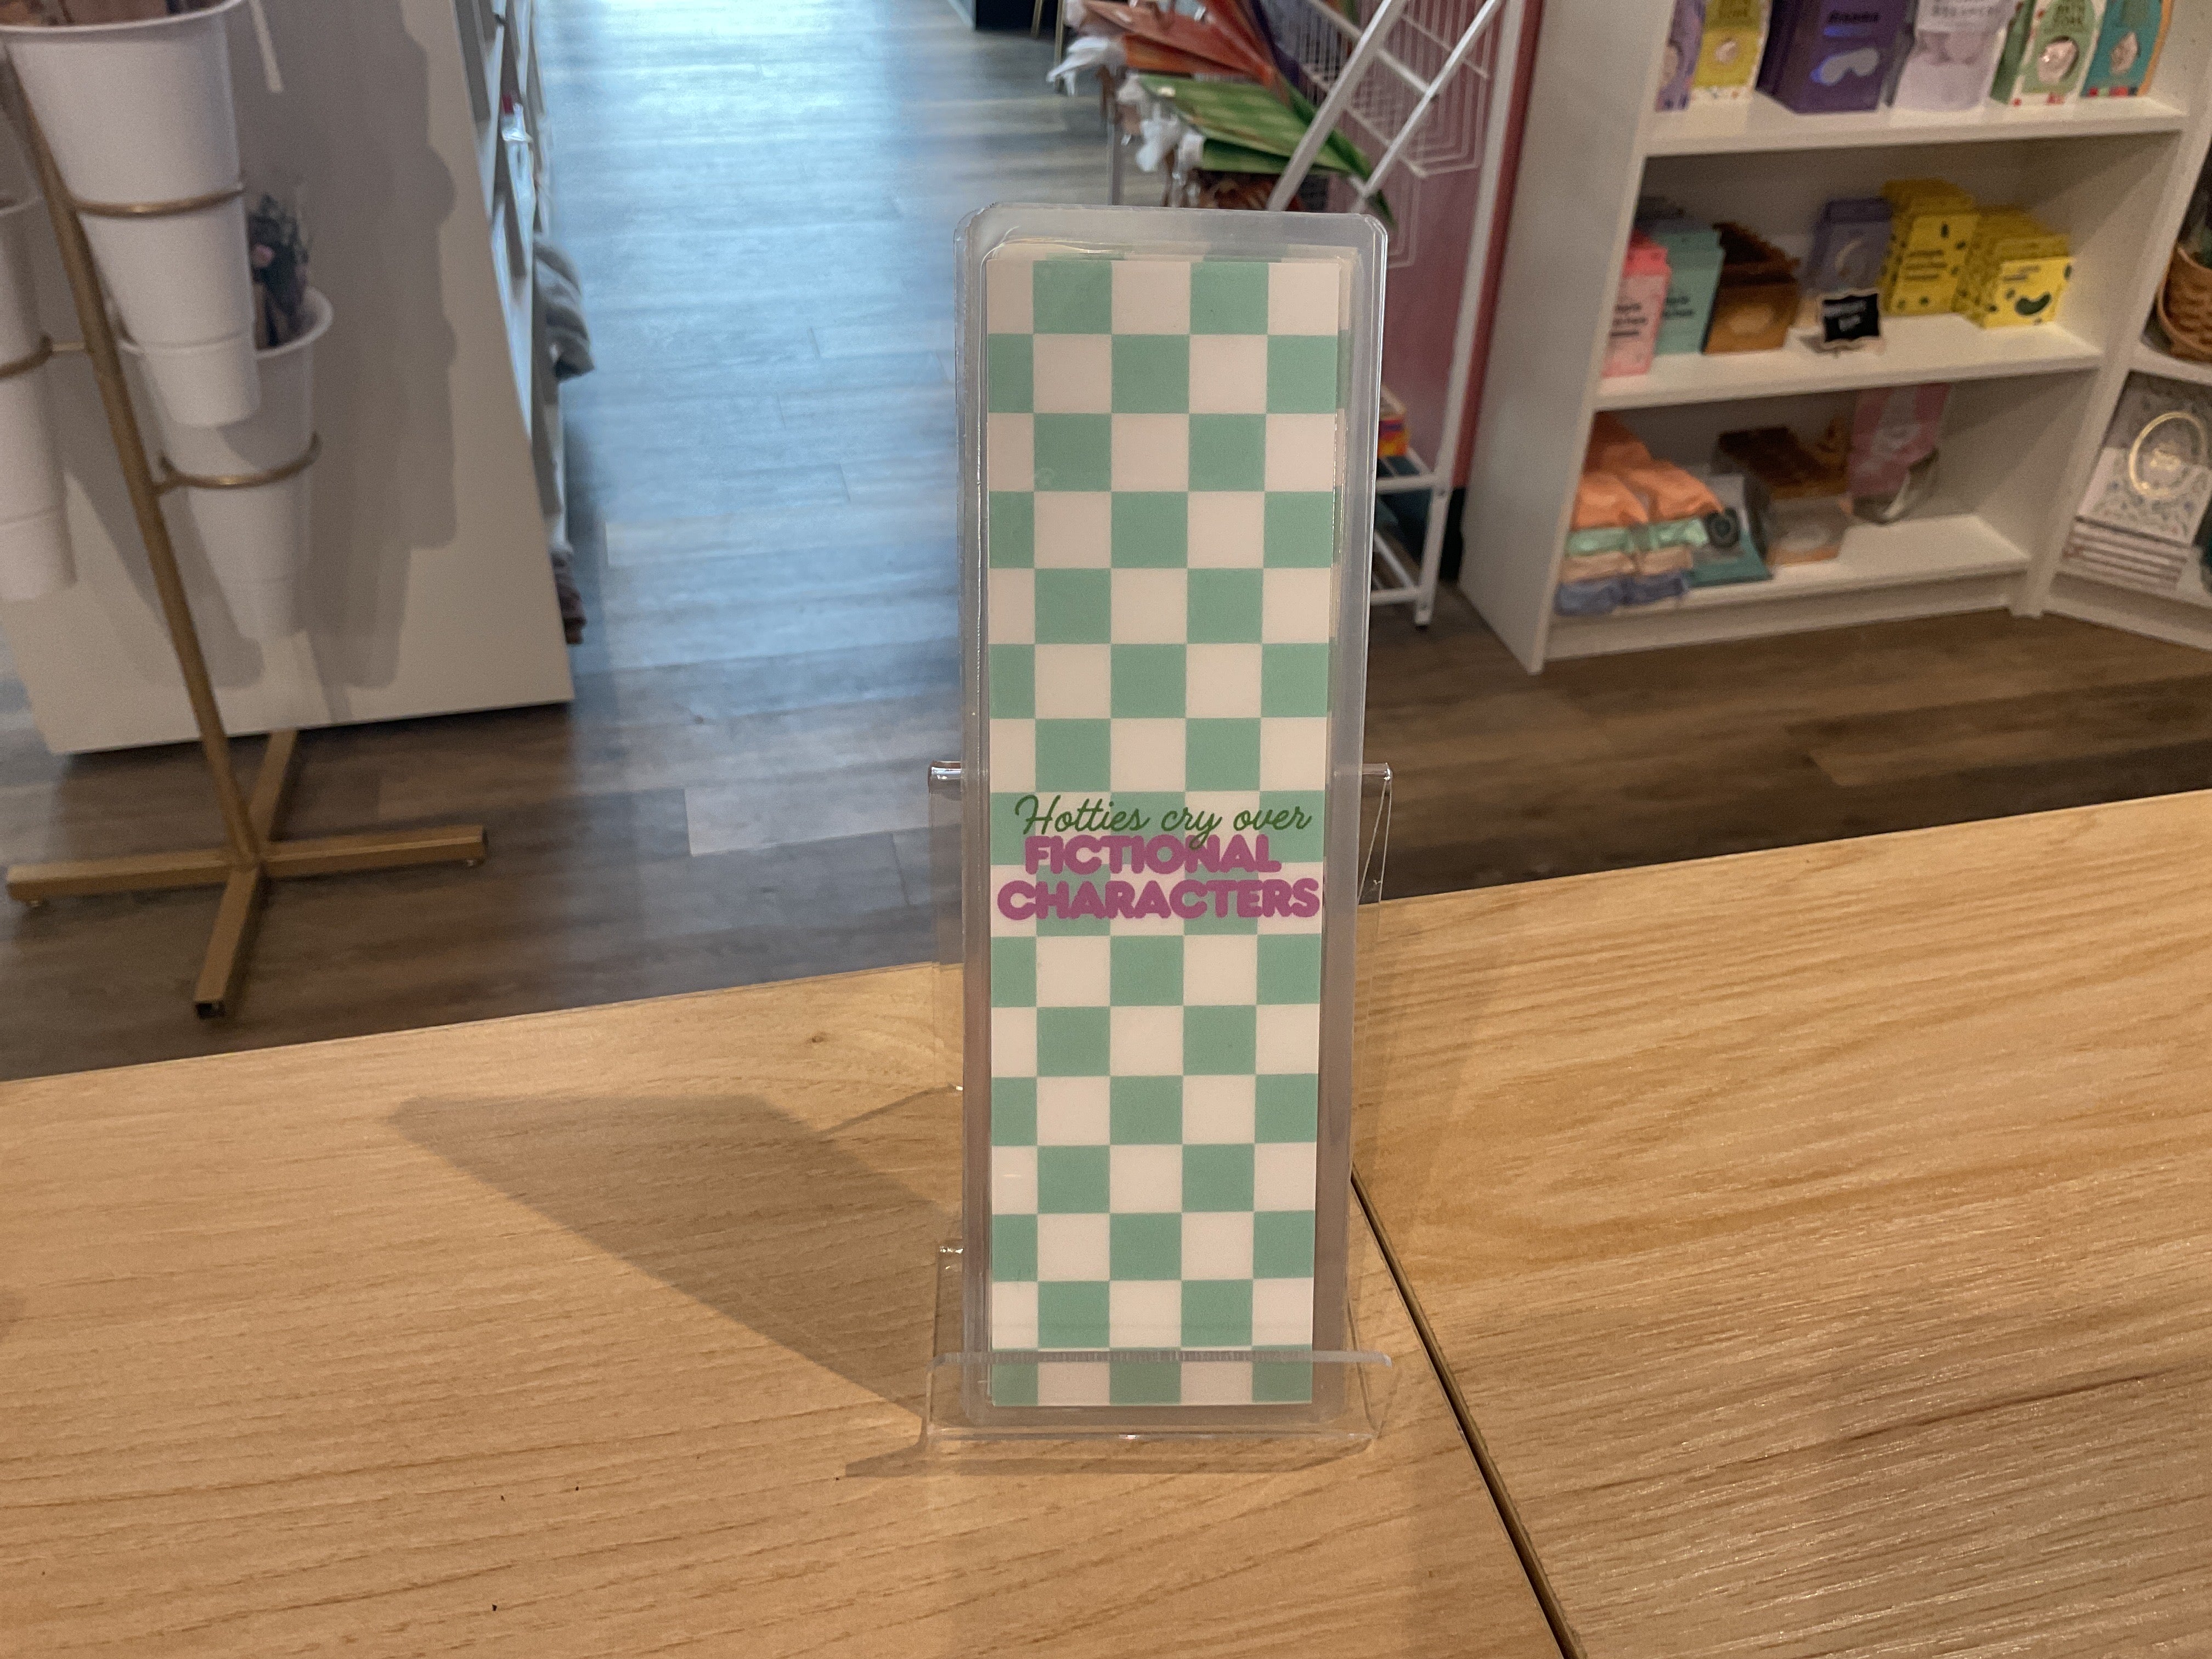 Hotties cry over
FICTIONAL
CHARACTERS